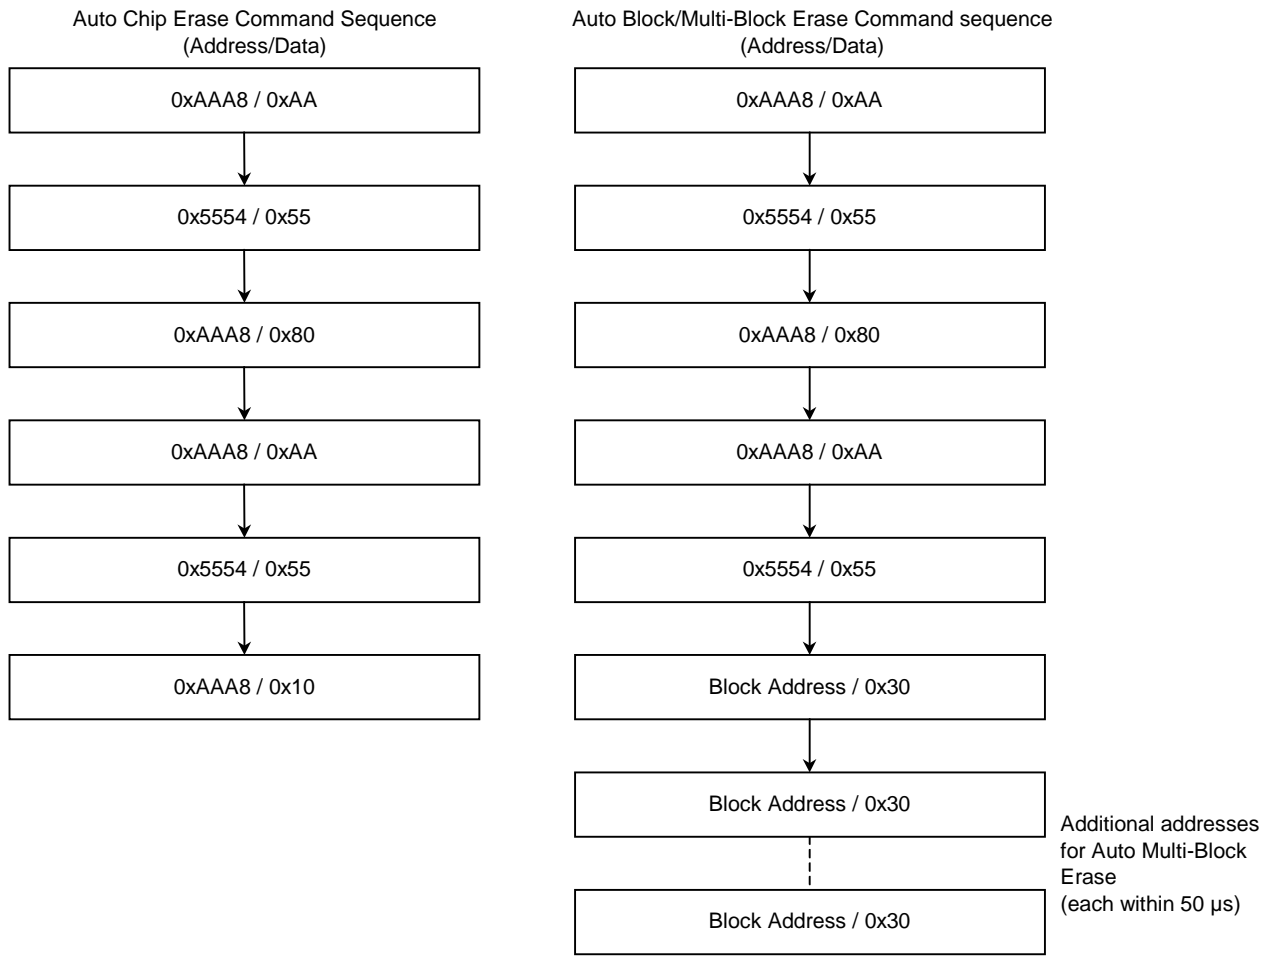 Auto Chip Erase Command Sequence
(Address/Data)
0xAAA8 / 0xAA
0x5554 / 0x55
0xAAA8 / 0x80
0xAAA8 / 0xAA
0x5554 / 0x55
0xAAA8 / 0x10
Auto Block/Multi-Block Erase Command sequence
(Address/Data)
0xAAA8 / 0xAA
0x5554 / 0x55
0xAAA8 / 0x80
0xAAA8 / 0xAA
0x5554 / 0x55
Block Address / 0x30
Block Address / 0x30
Block Address / 0x30
Additional addresses
for Auto Multi-Block
Erase
(each within 50 µs)